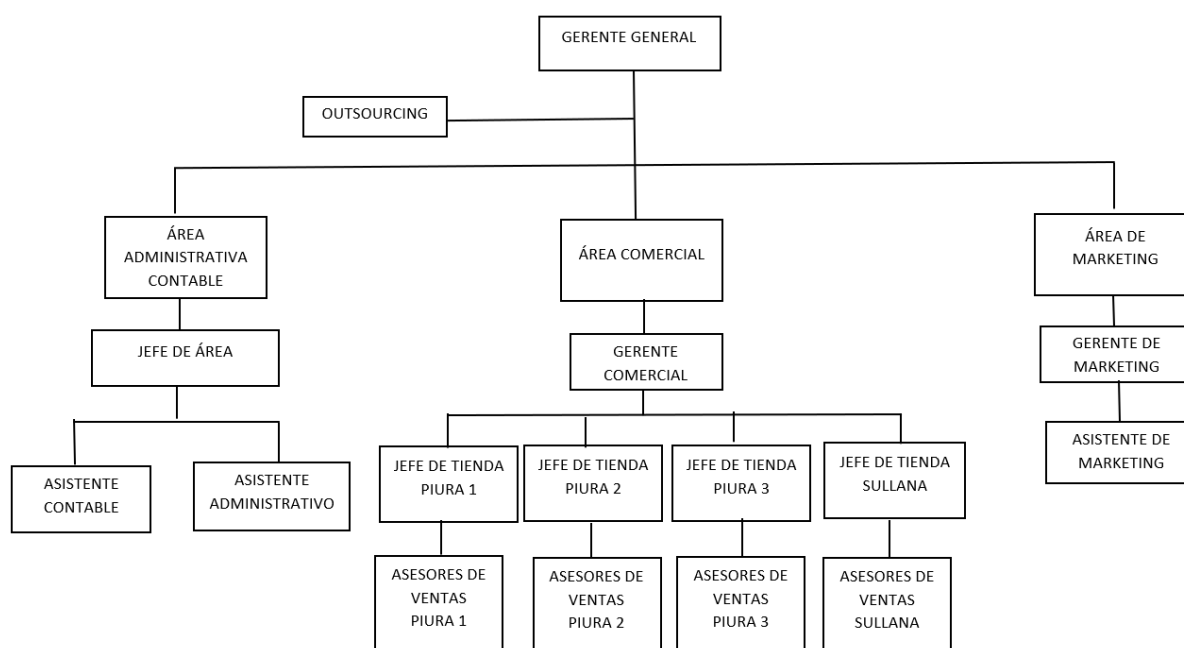 GERENTE GENERAL
OUTSOURCING
ÁREA
ADMINISTRATIVA
CONTABLE
ÁREA COMERCIAL
ÁREA DE
MARKETING
JEFE DE ÁREA
GERENTE
COMERCIAL
GERENTE DE
MARKETING
ASISTENTE
CONTABLE
ASISTENTE
ADMINISTRATIVO
JEFE DE TIENDA
PIURA 1
JEFE DE TIENDA
PIURA 2
JEFE DE TIENDA
PIURA 3
JEFE DE TIENDA
SULLANA
ASISTENTE DE
MARKETING
ASESORES DE
VENTAS
PIURA 1
ASESORES DE
VENTAS
PIURA 2
ASESORES DE
VENTAS
PIURA 3
ASESORES DE
VENTAS
SULLANA